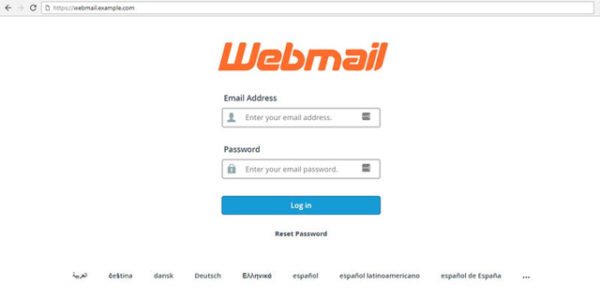 https://webmail.example.com
Webmail
Email Address
Enter your email address.
Password
Enter your email password.
Log in
Reset Password
العربية čeština dansk Deutsch Ελληνικά español español latinoamericano español de España ...